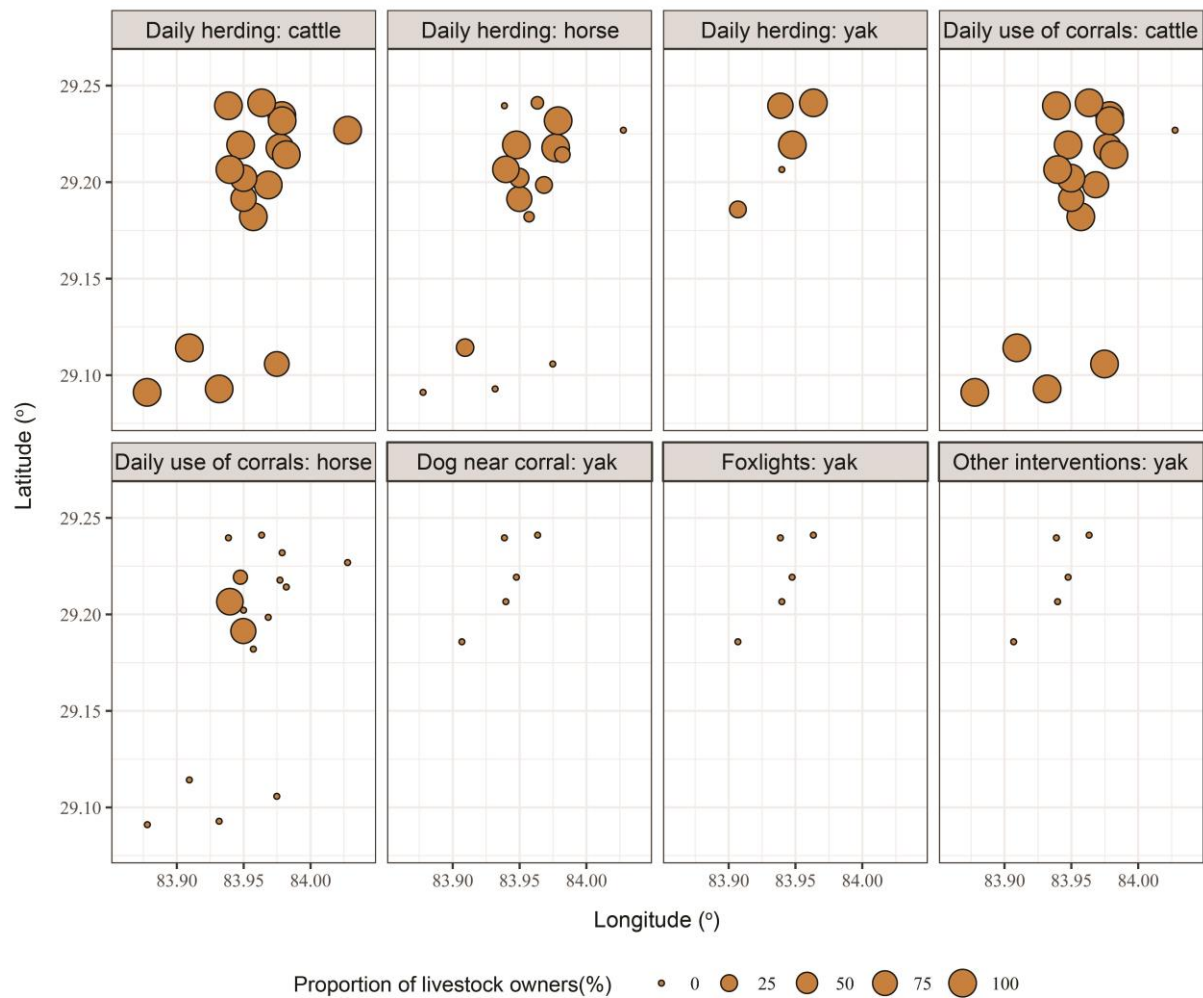 Daily herding: cattle
Daily herding: horse
Daily herding: yak
Daily use of corrals: cattle
29.25
29.20
29.15
29.10
Latitude (°)
Daily use of corrals: horse
Dog near corral: yak
Foxlights: yak
Other interventions: yak
29.25
29.20
29.15
29.10
83.90 83.95 84.00 83.90 83.95 84.00 83.90 83.95 84.00 83.90 83.95 84.00
Longitude (°)
Proportion of livestock owners(%) 0 25 50 75 100